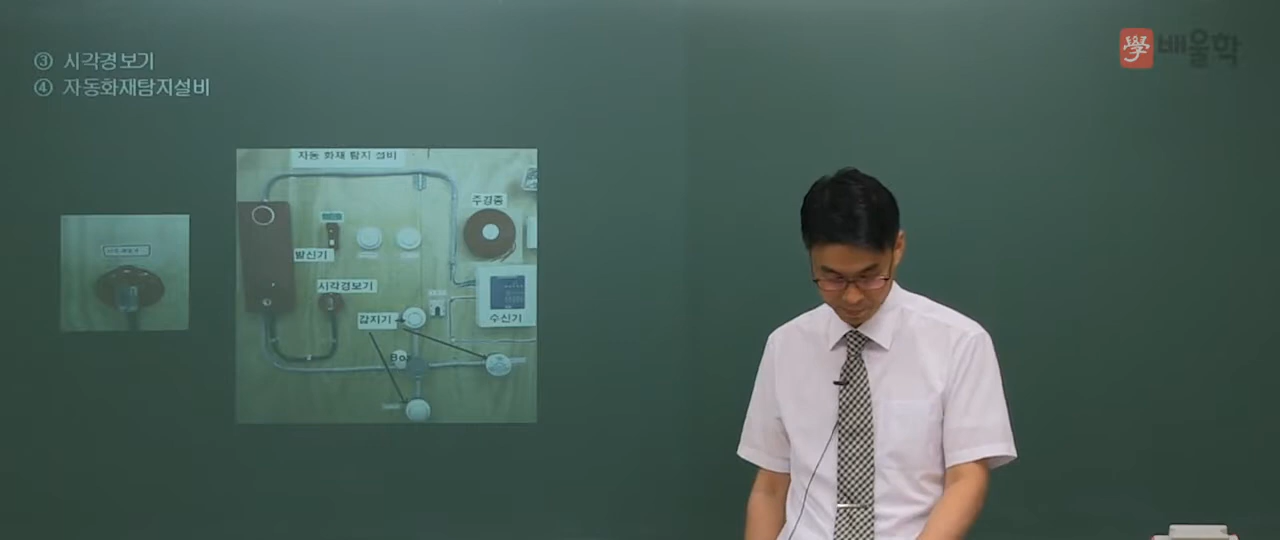 ③ 시각경보기
④ 자동화재탐지설비
學 배울학
자동 화재 탐지 설비
주경종
발신기
시각경보기
감지기
수신기
Box